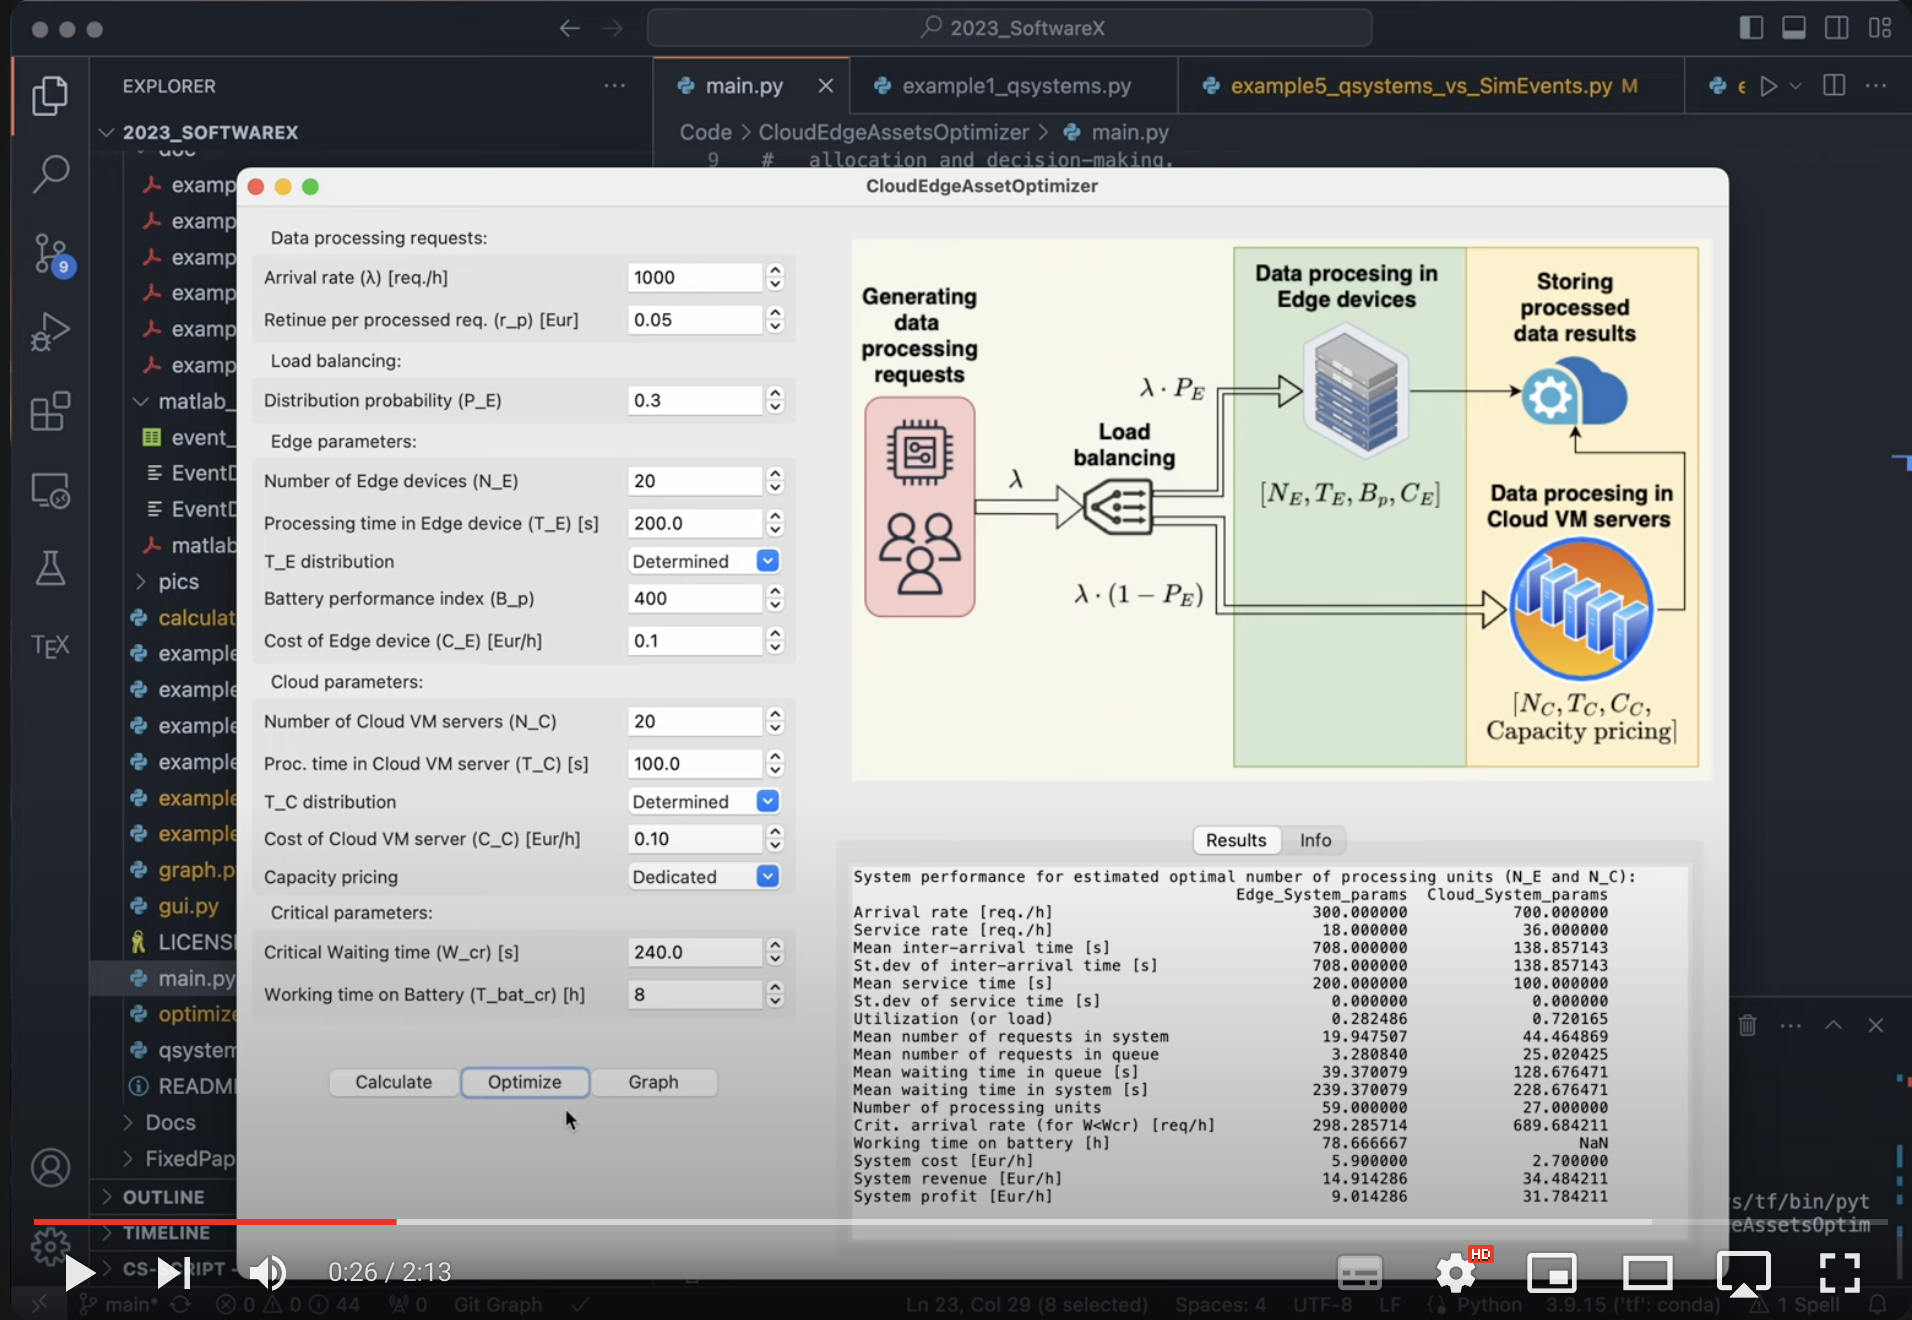 2023_SoftwareX
EXPLORER
main.py
example1_qsystems.py
example5_qsystems_vs_SimEvents.py M
e
2023_SOFTWAREX
Code > CloudEdgeAssetsOptimizer > main.py
9 # allocation and decision-making.
doc
examp
examp
examp
examp
examp
examp
matlab_
event_
EventD
EventD
matlab
pics
calculat
example
example
example
example
example
example
graph.p
gui.py
LICENS
main.py
optimize
qsystem
README
Docs
FixedPap
OUTLINE
TIMELINE
9
TEX
CloudEdgeAssetOptimizer
Data processing requests:
Arrival rate (λ) [req./h] 1000
Retinue per processed req. (r_p) [Eur] 0.05
Load balancing:
Distribution probability (P_E) 0.3
Edge parameters:
Number of Edge devices (N_E) 20
Processing time in Edge device (T_E) [s] 200.0
T_E distribution Determined
Battery performance index (B_p) 400
Cost of Edge device (C_E) [Eur/h] 0.1
Cloud parameters:
Number of Cloud VM servers (N_C) 20
Proc. time in Cloud VM server (T_C) [s] 100.0
T_C distribution Determined
Cost of Cloud VM server (C_C) [Eur/h] 0.10
Capacity pricing Dedicated
Critical parameters:
Critical Waiting time (W_cr) [s] 240.0
Working time on Battery (T_bat_cr) [h] 8
Calculate Optimize Graph
Generating
data
processing
requests
λ
Load
balancing
λ · P_E
λ · (1 − P_E)
Data procesing in
Edge devices
[N_E, T_E, B_p, C_E]
Storing
processed
data results
Data procesing in
Cloud VM servers
[N_C, T_C, C_C,
Capacity pricing]
Results Info
System performance for estimated optimal number of processing units (N_E and N_C):
Edge_System_params Cloud_System_params
Arrival rate [req./h] 300.000000 700.000000
Service rate [req./h] 18.000000 36.000000
Mean inter-arrival time [s] 708.000000 138.857143
St.dev of inter-arrival time [s] 708.000000 138.857143
Mean service time [s] 200.000000 100.000000
St.dev of service time [s] 0.000000 0.000000
Utilization (or load) 0.282486 0.720165
Mean number of requests in system 19.947507 44.464869
Mean number of requests in queue 3.280840 25.020425
Mean waiting time in queue [s] 39.370079 128.676471
Mean waiting time in system [s] 239.370079 228.676471
Number of processing units 59.000000 27.000000
Crit. arrival rate (for W<Wcr) [req/h] 298.285714 689.684211
Working time on battery [h] 78.666667 NaN
System cost [Eur/h] 5.900000 2.700000
System revenue [Eur/h] 14.914286 34.484211
System profit [Eur/h] 9.014286 31.784211
s/tf/bin/pyt
eAssetsOptim
0:26 / 2:13
HD
main* 0 0 44 0 Git Graph
Ln 23, Col 29 (8 selected) Spaces: 4 UTF-8 LF Python 3.9.15 ('tf': conda) 1 Spell